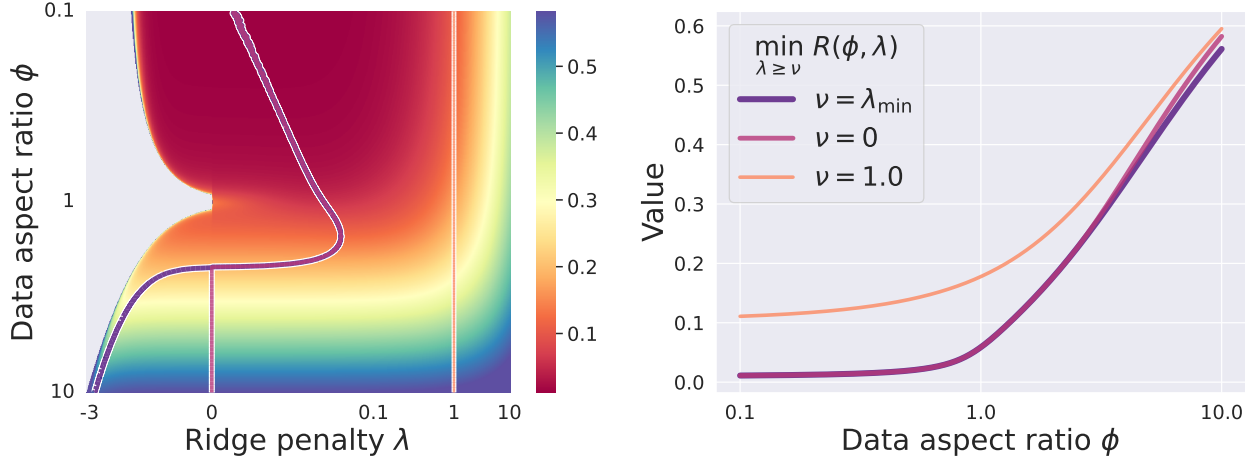 0.1
1
10
Data aspect ratio ϕ
-3
0
0.1
1
10
Ridge penalty λ
0.5
0.4
0.3
0.2
0.1
0.6
0.5
0.4
0.3
0.2
0.1
0.0
Value
min R(ϕ, λ)
λ ≥ ν
ν = λmin
ν = 0
ν = 1.0
0.1
1.0
10.0
Data aspect ratio ϕ